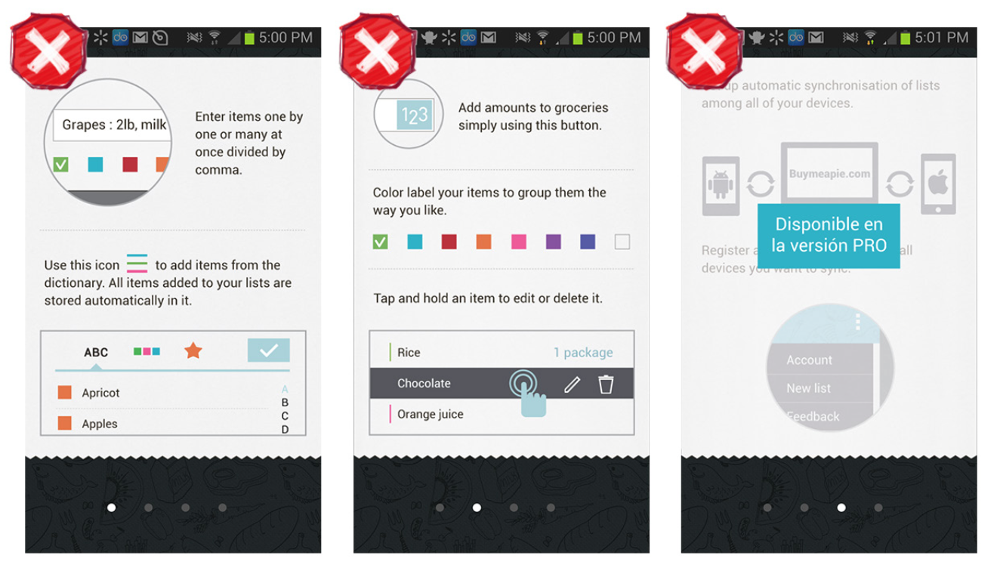 5:00 PM
Grapes : 2lb, milk
Enter items one by
one or many at
once divided by
comma.
Use this icon to add items from the
dictionary. All items added to your lists are
stored automatically in it.
ABC
Apricot
Apples
A
B
C
D
5:00 PM
123
Add amounts to groceries
simply using this button.
Color label your items to group them the
way you like.
Tap and hold an item to edit or delete it.
Rice 1 package
Chocolate
Orange juice
5:01 PM
up automatic synchronisation of lists
among all of your devices.
Buymeapie.com
Disponible en
la versión PRO
Register all
devices you want to sync.
Account
New list
Feedback